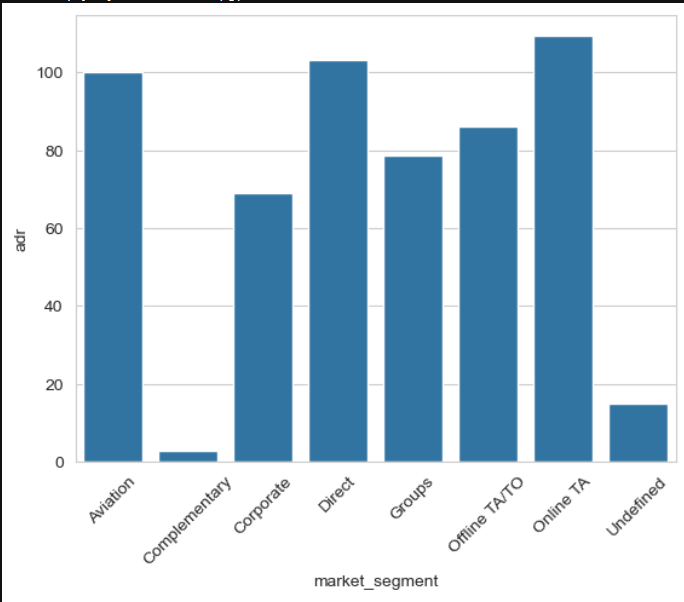 100
80
60
40
20
0
adr
Aviation
Complementary
Corporate
Direct
Groups
Offline TA/TO
Online TA
Undefined
market_segment